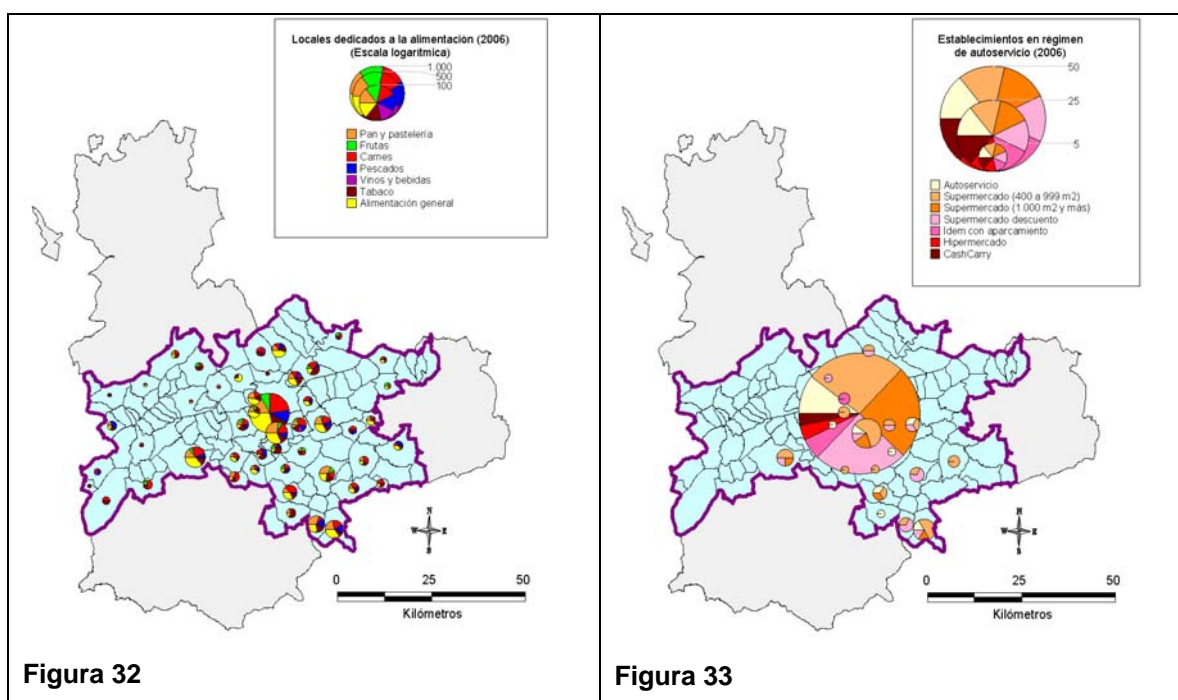 Locales dedicados a la alimentación (2006)
(Escala logarítmica)
1.000
500
100
Pan y pastelería
Frutas
Carnes
Pescados
Vinos y bebidas
Tabaco
Alimentación general
N
W E
S
0 25 50
Kilómetros
Figura 32
Establecimientos en régimen
de autoservicio (2006)
50
25
5
Autoservicio
Supermercado (400 a 999 m2)
Supermercado (1.000 m2 y más)
Supermercado descuento
Idem con aparcamiento
Hipermercado
CashCarry
N
W E
S
0 25 50
Kilómetros
Figura 33